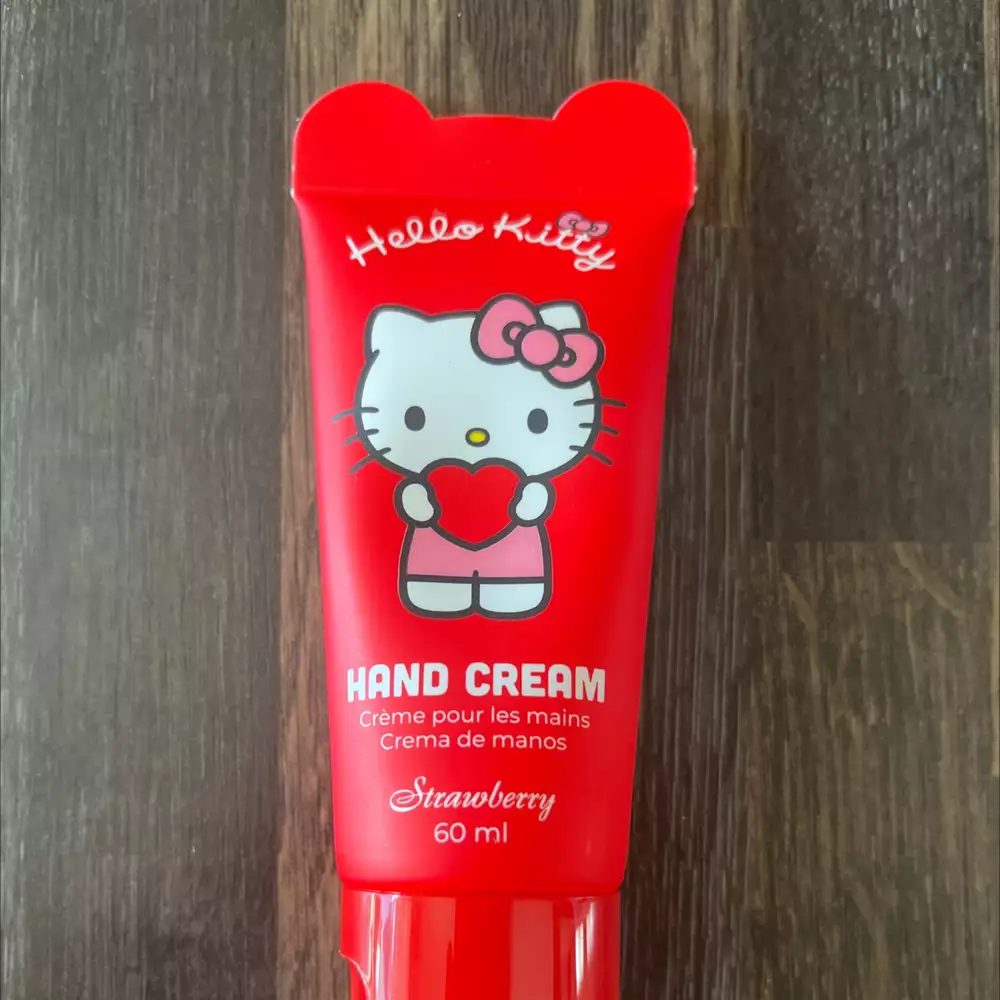 Hello Kitty
HAND CREAM
Crème pour les mains
Crema de manos
Strawberry
60 ml